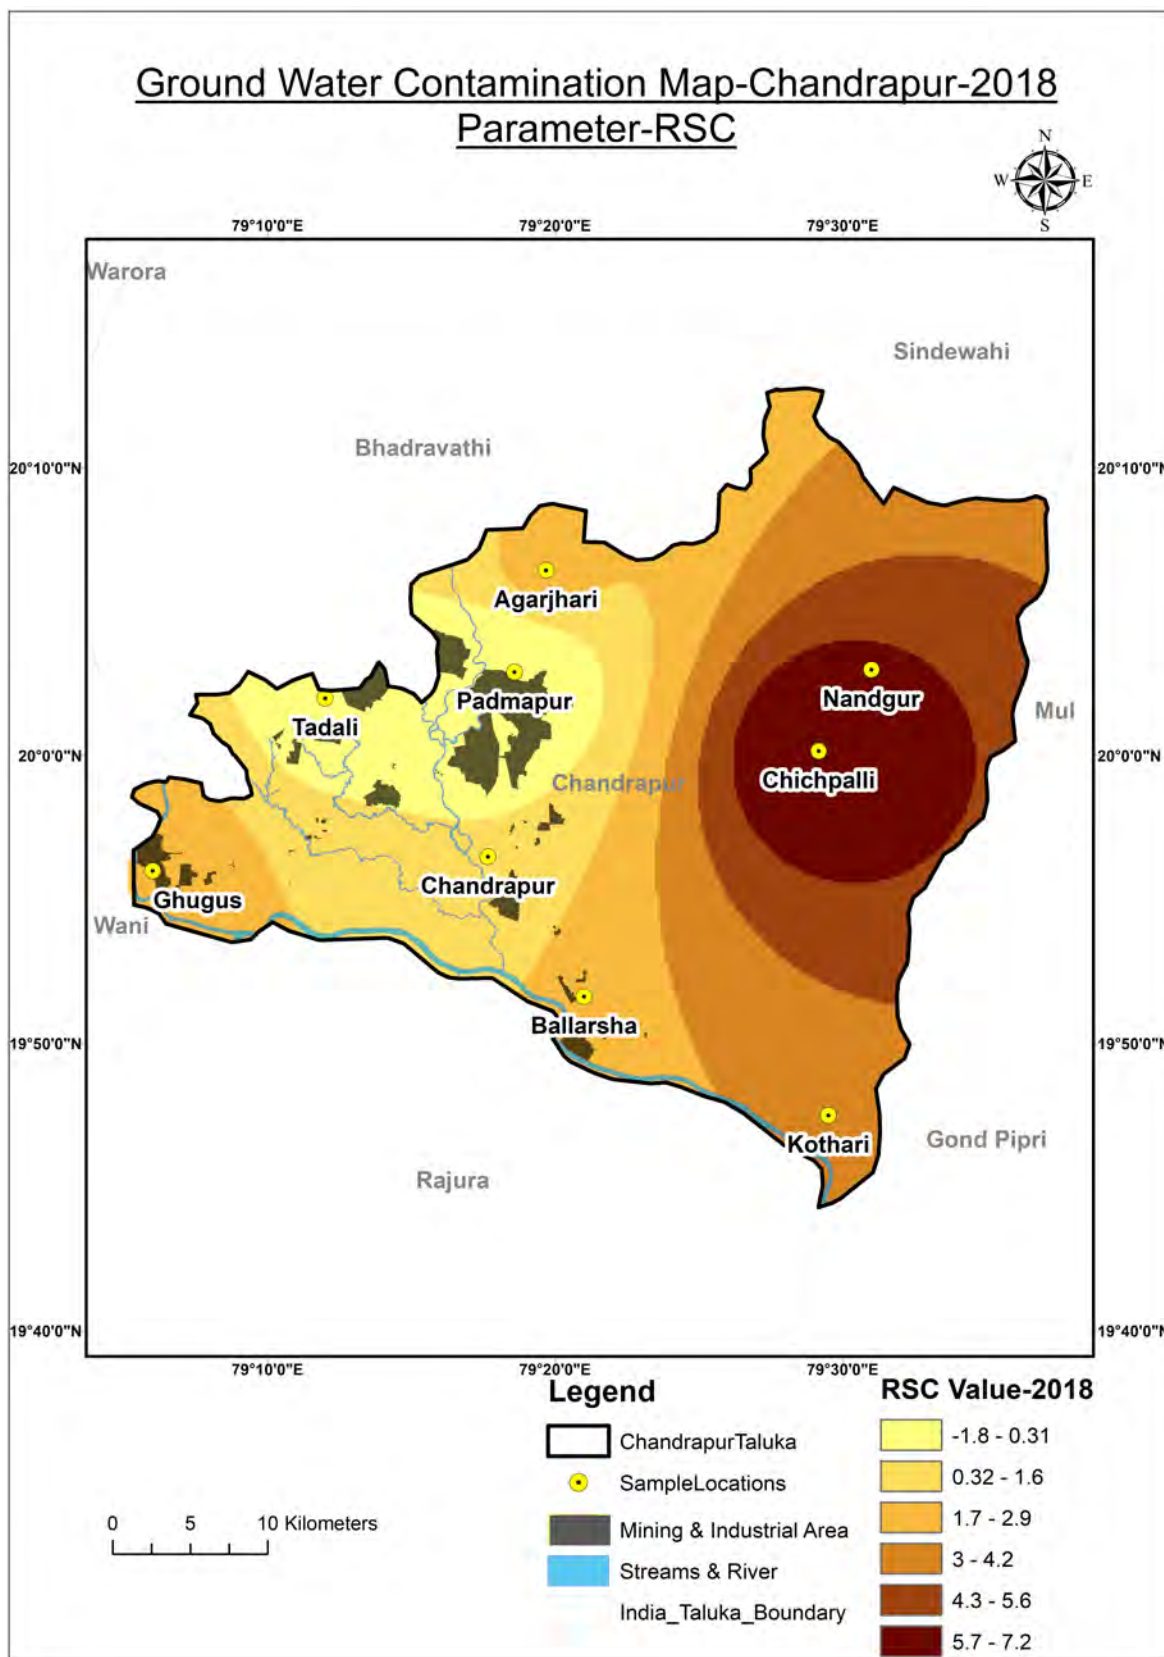 Ground Water Contamination Map-Chandrapur-2018
Parameter-RSC
N
W E
S
79°10'0"E 79°20'0"E 79°30'0"E
Warora
Sindewahi
Bhadravathi
20°10'0"N 20°10'0"N
Agarjhari
Padmapur
Nandgur
Tadali
Mul
20°0'0"N 20°0'0"N
Chandrapur
Chichpalli
Chandrapur
Ghugus
Wani
Ballarsha
19°50'0"N 19°50'0"N
Kothari
Gond Pipri
Rajura
19°40'0"N 19°40'0"N
79°10'0"E 79°20'0"E 79°30'0"E
Legend
ChandrapurTaluka
SampleLocations
Mining & Industrial Area
Streams & River
India_Taluka_Boundary
RSC Value-2018
-1.8 - 0.31
0.32 - 1.6
1.7 - 2.9
3 - 4.2
4.3 - 5.6
5.7 - 7.2
0 5 10 Kilometers